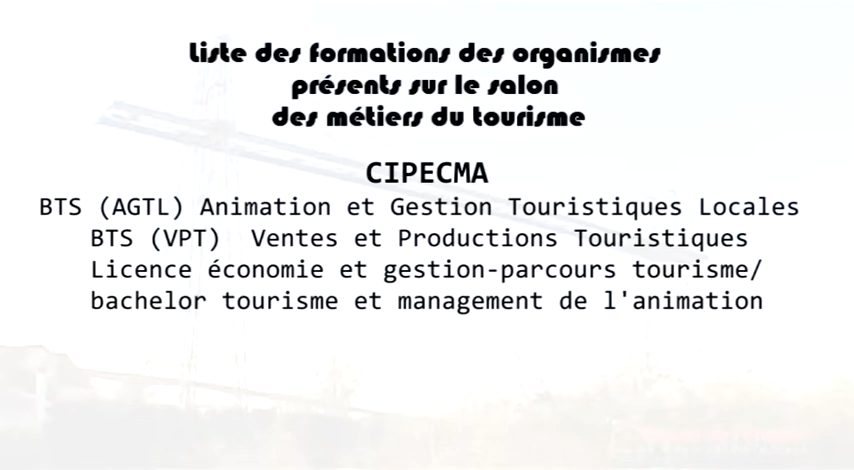 Liste des formations des organismes
présents sur le salon
des métiers du tourisme
CIPECMA
BTS (AGTL) Animation et Gestion Touristiques Locales
BTS (VPT)  Ventes et Productions Touristiques
Licence économie et gestion-parcours tourisme/
bachelor tourisme et management de l'animation